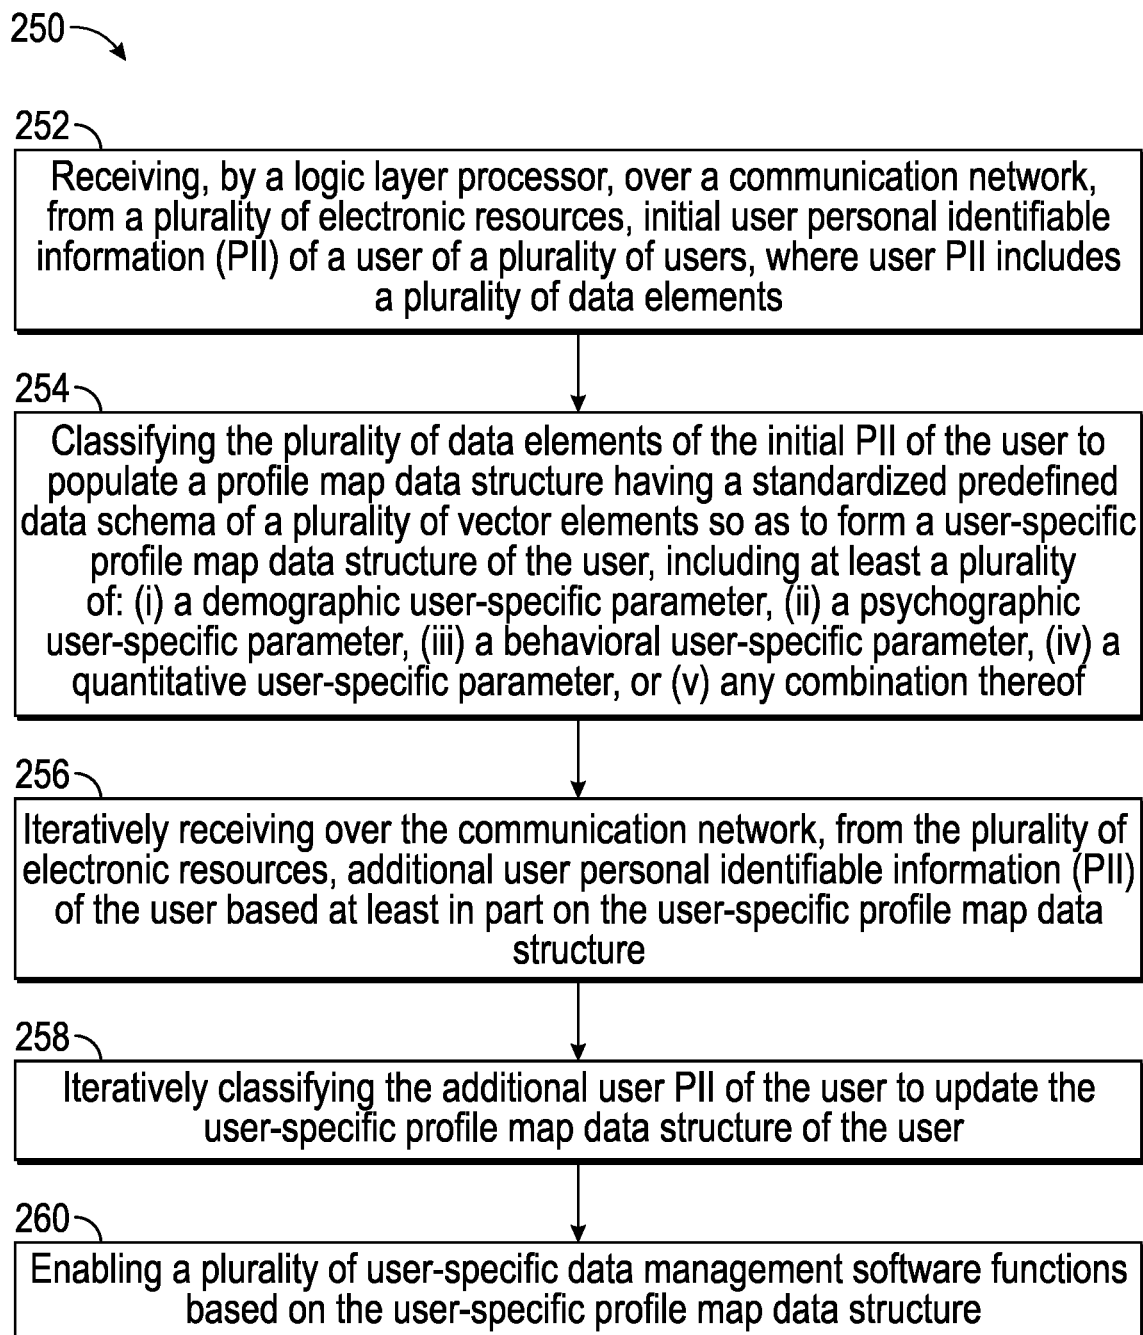 250
252
Receiving, by a logic layer processor, over a communication network,
from a plurality of electronic resources, initial user personal identifiable
information (PII) of a user of a plurality of users, where user PII includes
a plurality of data elements
254
Classifying the plurality of data elements of the initial PII of the user to
populate a profile map data structure having a standardized predefined
data schema of a plurality of vector elements so as to form a user-specific
profile map data structure of the user, including at least a plurality
of: (i) a demographic user-specific parameter, (ii) a psychographic
user-specific parameter, (iii) a behavioral user-specific parameter, (iv) a
quantitative user-specific parameter, or (v) any combination thereof
256
Iteratively receiving over the communication network, from the plurality of
electronic resources, additional user personal identifiable information (PII)
of the user based at least in part on the user-specific profile map data
structure
258
Iteratively classifying the additional user PII of the user to update the
user-specific profile map data structure of the user
260
Enabling a plurality of user-specific data management software functions
based on the user-specific profile map data structure